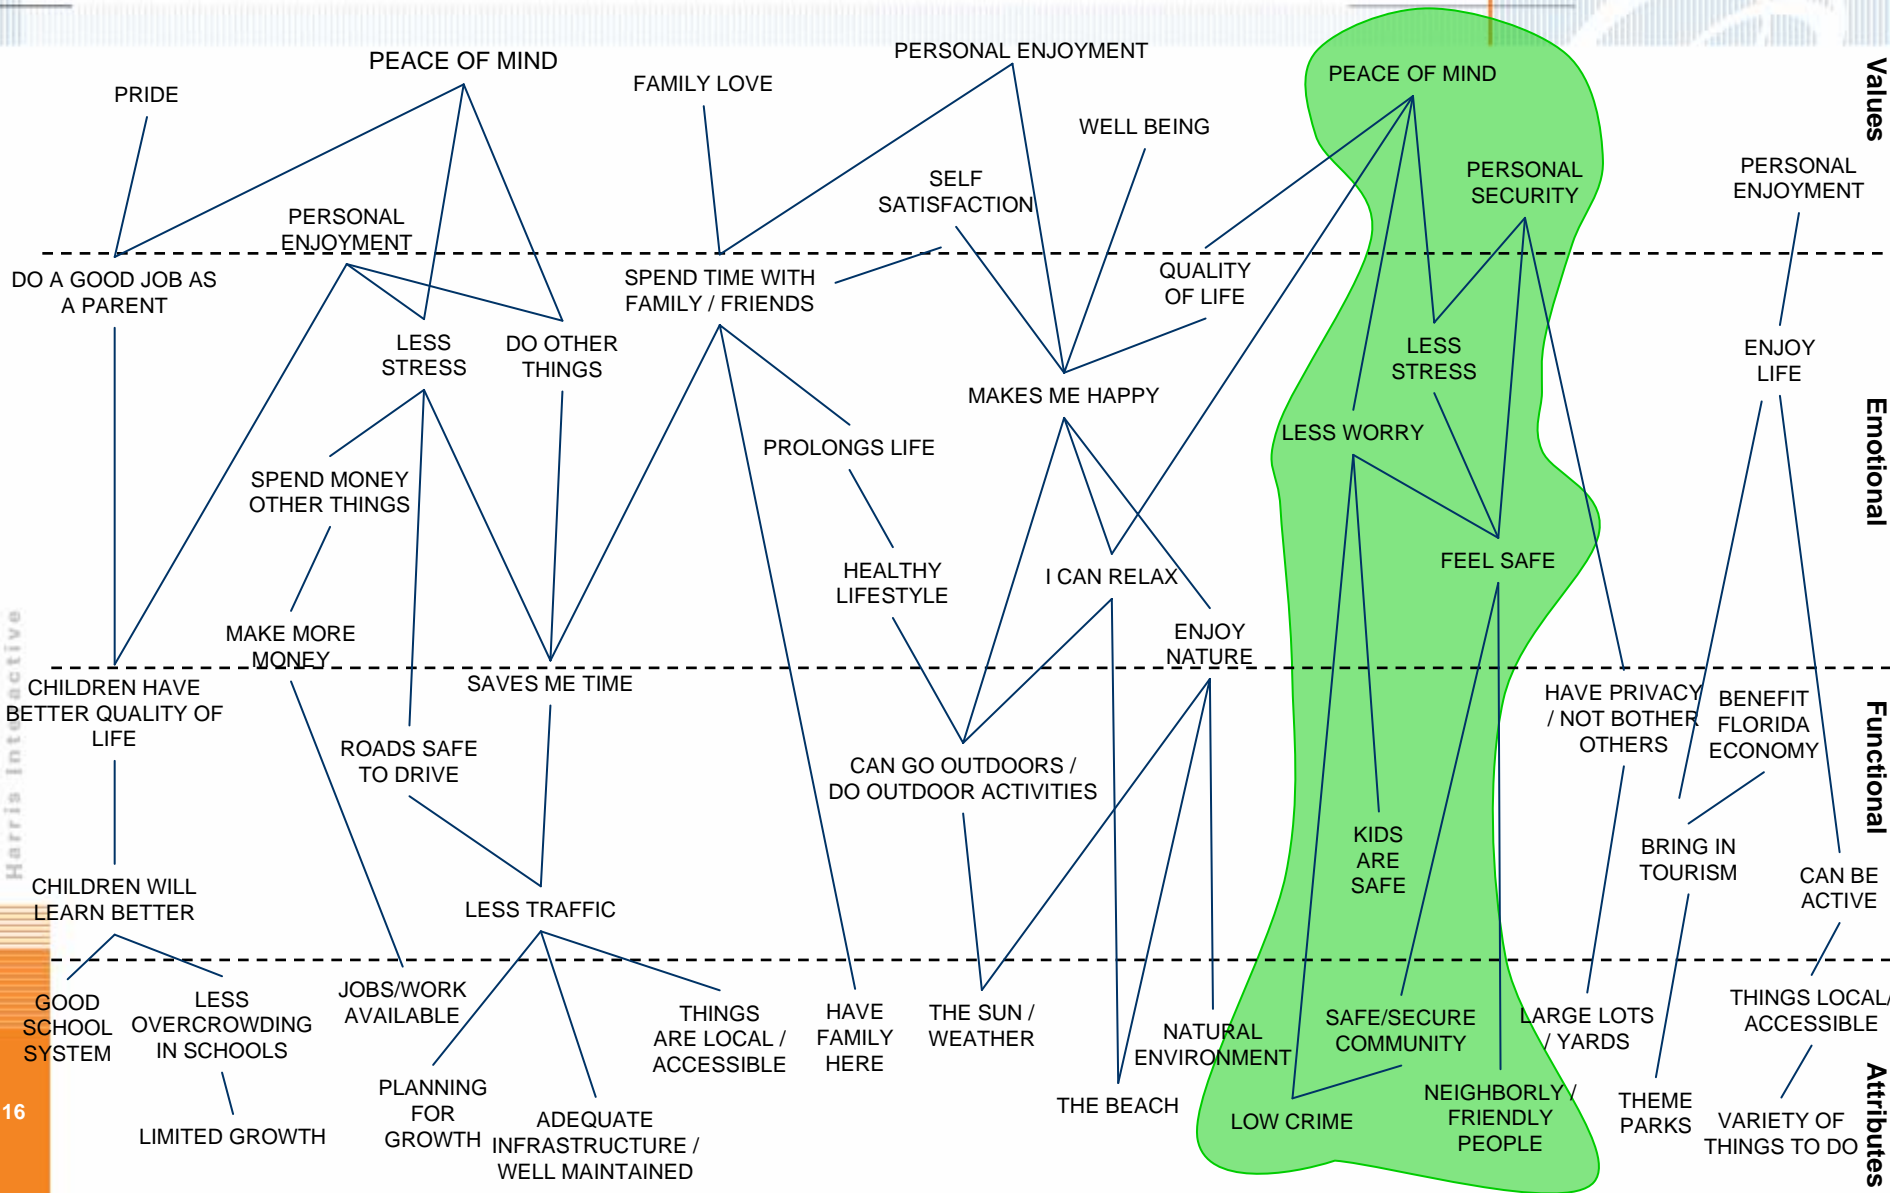 PEACE OF MIND
PRIDE
FAMILY LOVE
PERSONAL ENJOYMENT
WELL BEING
SELF
SATISFACTION
PEACE OF MIND
PERSONAL
SECURITY
PERSONAL
ENJOYMENT
Values
PERSONAL
ENJOYMENT
DO A GOOD JOB AS
A PARENT
LESS
STRESS
DO OTHER
THINGS
SPEND TIME WITH
FAMILY / FRIENDS
QUALITY
OF LIFE
MAKES ME HAPPY
LESS
STRESS
ENJOY
LIFE
LESS WORRY
PROLONGS LIFE
SPEND MONEY
OTHER THINGS
Emotional
HEALTHY
LIFESTYLE
I CAN RELAX
FEEL SAFE
MAKE MORE
MONEY
ENJOY
NATURE
CHILDREN HAVE
BETTER QUALITY OF
LIFE
SAVES ME TIME
ROADS SAFE
TO DRIVE
CAN GO OUTDOORS /
DO OUTDOOR ACTIVITIES
HAVE PRIVACY
/ NOT BOTHER
OTHERS
BENEFIT
FLORIDA
ECONOMY
Functional
KIDS
ARE
SAFE
BRING IN
TOURISM
CAN BE
ACTIVE
CHILDREN WILL
LEARN BETTER
LESS TRAFFIC
GOOD
SCHOOL
SYSTEM
LESS
OVERCROWDING
IN SCHOOLS
JOBS/WORK
AVAILABLE
THINGS
ARE LOCAL /
ACCESSIBLE
HAVE
FAMILY
HERE
THE SUN /
WEATHER
NATURAL
ENVIRONMENT
SAFE/SECURE
COMMUNITY
LARGE LOTS
/ YARDS
THINGS LOCAL/
ACCESSIBLE
LIMITED GROWTH
PLANNING
FOR
GROWTH
ADEQUATE
INFRASTRUCTURE /
WELL MAINTAINED
THE BEACH
LOW CRIME
NEIGHBORLY /
FRIENDLY
PEOPLE
THEME
PARKS
VARIETY OF
THINGS TO DO
Attributes
Harris Interactive
16